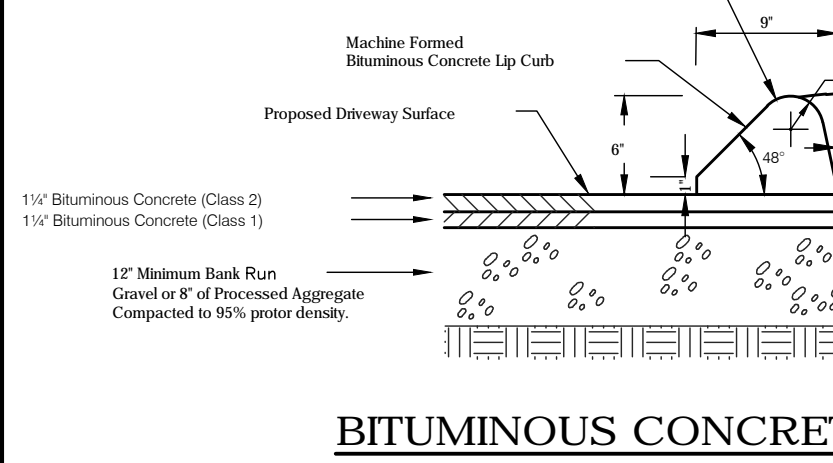 9"
Machine Formed
Bituminous Concrete Lip Curb
Proposed Driveway Surface
6"
1"
48°
1¼" Bituminous Concrete (Class 2)
1¼" Bituminous Concrete (Class 1)
12" Minimum Bank Run
Gravel or 8" of Processed Aggregate
Compacted to 95% protor density.
BITUMINOUS CONCRET